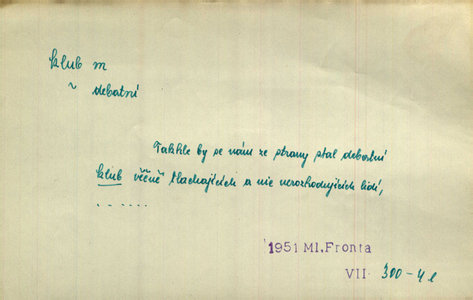 klub m
~ debatní
Takhle by se nám ze strany stal debatní
klub věčně tlachajících a nic nerozhodujících lidí,
. . . . . .
1951 Ml.Fronta
VII 300-4 l